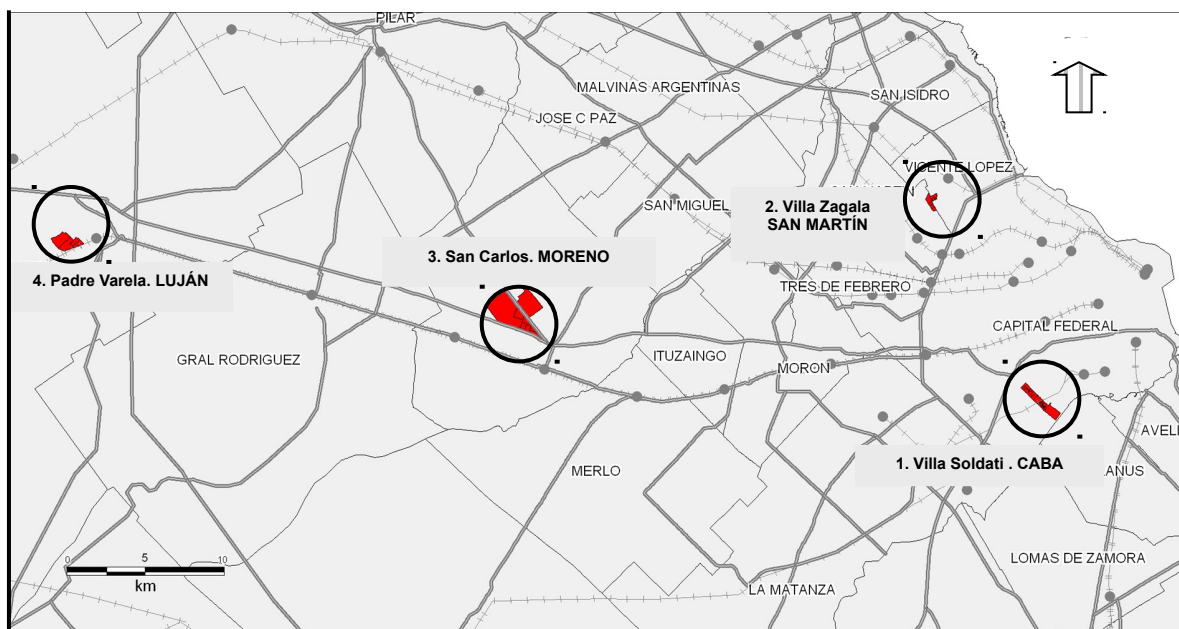 PILAR
MALVINAS ARGENTINAS
SAN ISIDRO
JOSE C PAZ
VICENTE LOPEZ
SAN MIGUEL
2. Villa Zagala
SAN MARTÍN
3. San Carlos. MORENO
4. Padre Varela. LUJÁN
TRES DE FEBRERO
CAPITAL FEDERAL
GRAL RODRIGUEZ
ITUZAINGO
MORON
AVELL
1. Villa Soldati . CABA
MERLO
LANUS
LOMAS DE ZAMORA
LA MATANZA
0 5 10
km